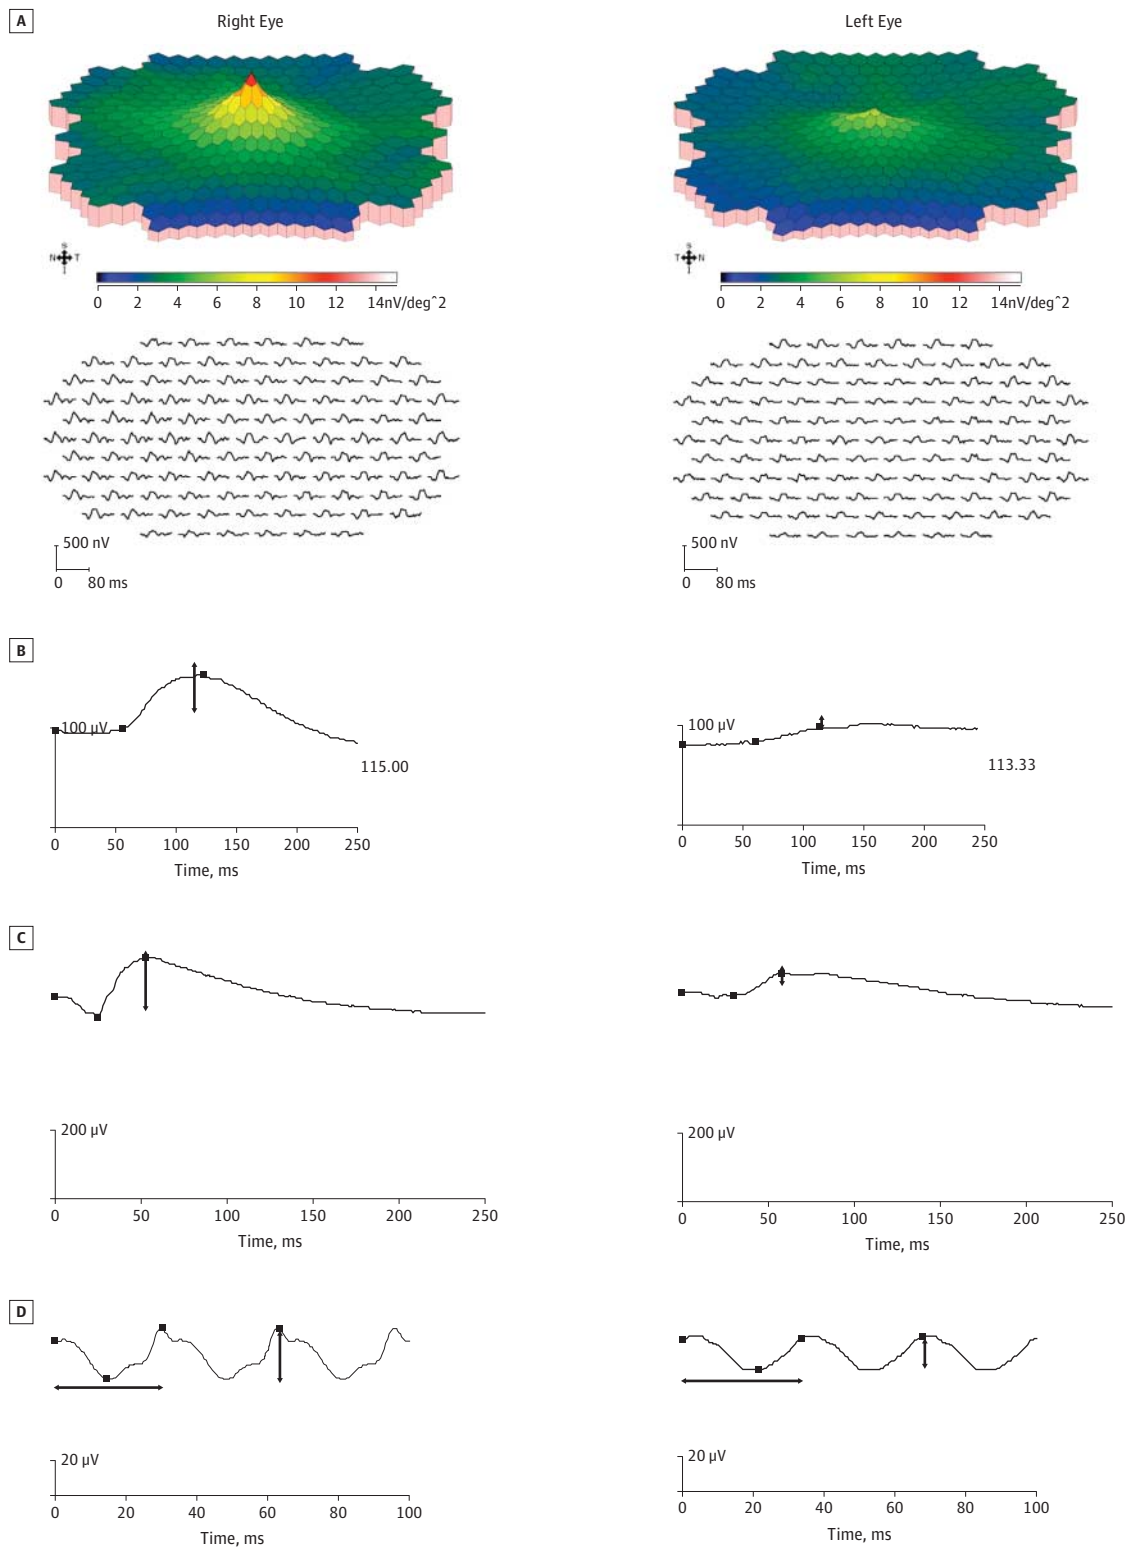 A
Right Eye
Left Eye
S
N T
I
S
T N
I
0 2 4 6 8 10 12 14nV/deg^2
0 2 4 6 8 10 12 14nV/deg^2
500 nV
0 80 ms
500 nV
0 80 ms
B
100 µV
115.00
0 50 100 150 200 250
Time, ms
100 µV
113.33
0 50 100 150 200 250
Time, ms
C
200 µV
0 50 100 150 200 250
Time, ms
200 µV
0 50 100 150 200 250
Time, ms
D
20 µV
0 20 40 60 80 100
Time, ms
20 µV
0 20 40 60 80 100
Time, ms